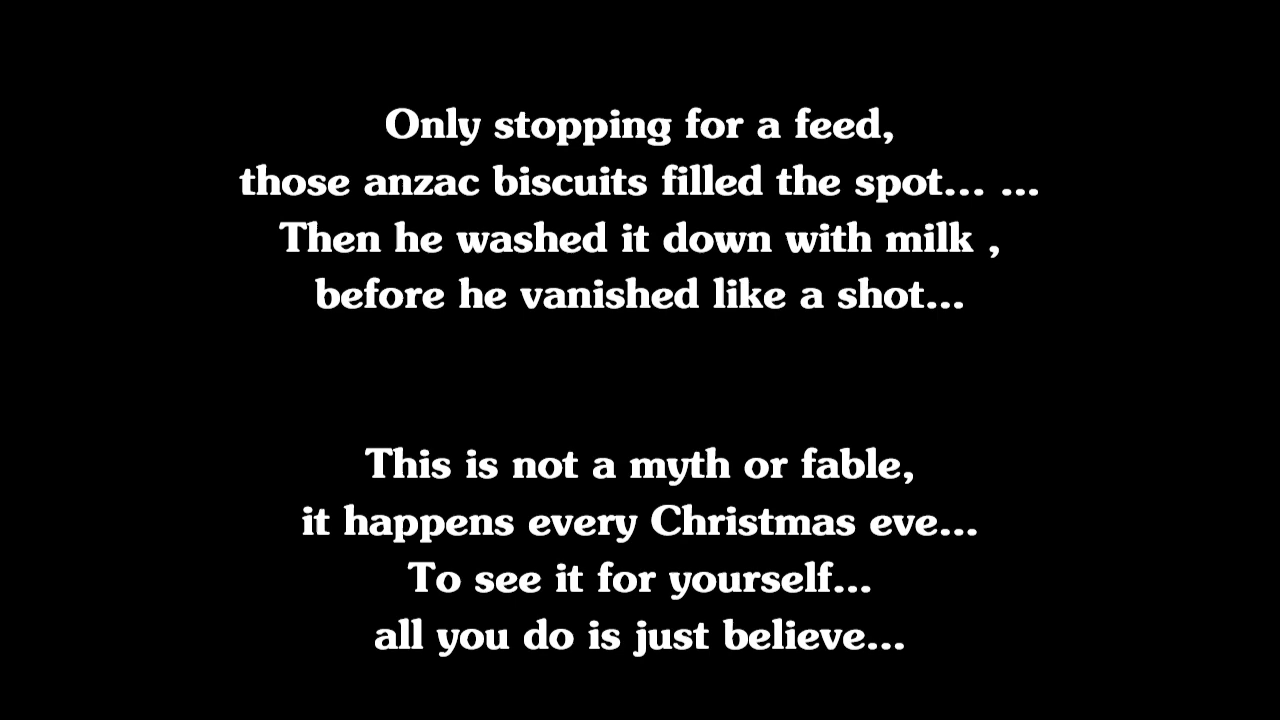 Only stopping for a feed,
those anzac biscuits filled the spot... ...
Then he washed it down with milk ,
before he vanished like a shot...
This is not a myth or fable,
it happens every Christmas eve...
To see it for yourself...
all you do is just believe...